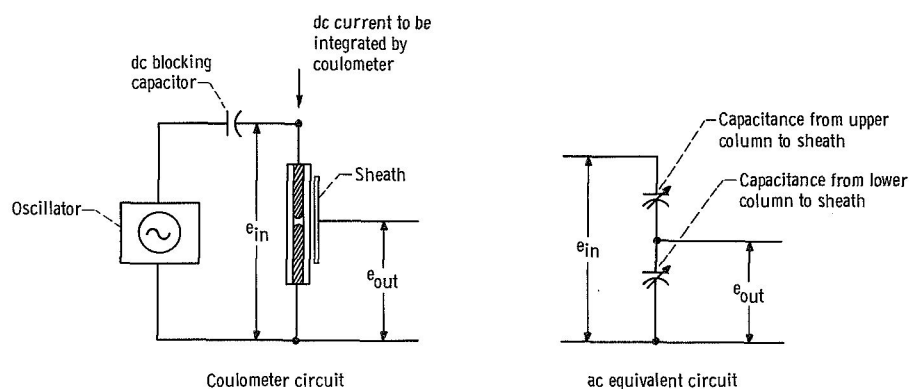 dc current to be
integrated by
coulometer
dc blocking
capacitor
Oscillator
e_in
Sheath
e_out
Coulometer circuit
Capacitance from upper
column to sheath
Capacitance from lower
column to sheath
e_in
e_out
ac equivalent circuit